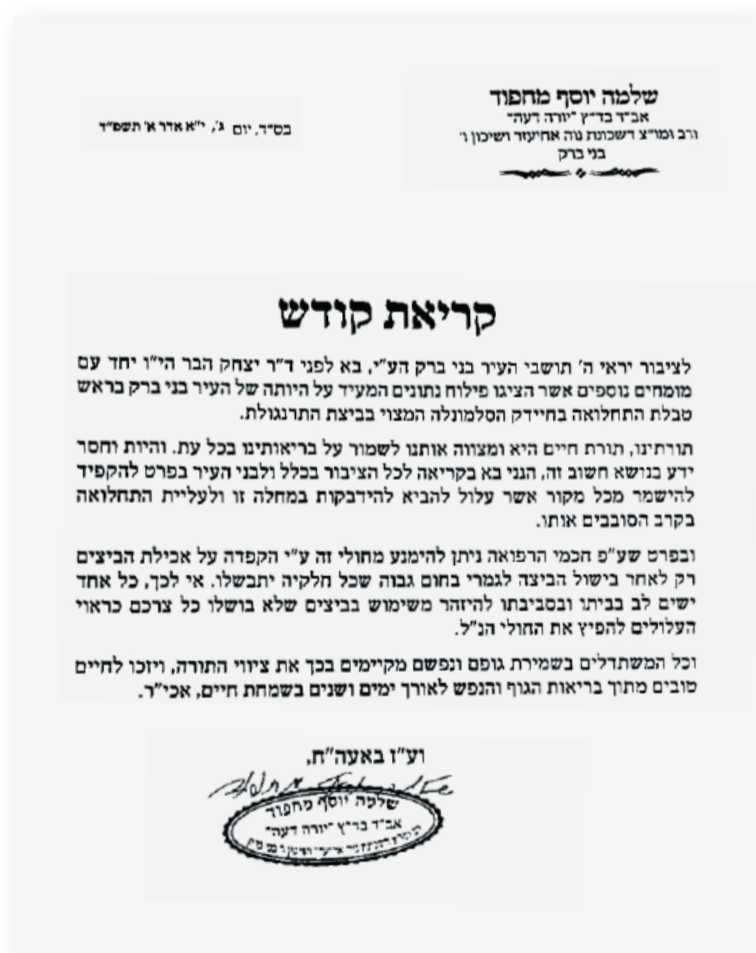 שלמה יוסף מחפוד
אב״ד בד״ץ ״יורה דעה״
ורב ומו״צ דשכונת נוה אחיעזר ושיכון ו׳
בני ברק
בס״ד, יום ג׳, י״א אדר א׳ תשפ״ד
קריאת קודש
לציבור יראי ה׳ תושבי העיר בני ברק הע״י, בא לפני ד״ר יצחק הבר הי״ו יחד עם
מומחים נוספים אשר הציגו פילוח נתונים המעיד על היותה של העיר בני ברק בראש
טבלת התחלואה בחיידק הסלמונלה המצוי בביצת התרנגולת.
תורתינו, תורת חיים היא ומצווה אותנו לשמור על בריאותינו בכל עת. והיות וחסר
ידע בנושא חשוב זה, הנני בא בקריאה לכל הציבור בכלל ולבני העיר בפרט להקפיד
להישמר מכל מקור אשר עלול להביא להידבקות במחלה זו ולעליית התחלואה
בקרב הסובבים אותו.
ובפרט שע״פ חכמי הרפואה ניתן להימנע מחולי זה ע״י הקפדה על אכילת הביצים
רק לאחר בישול הביצה לגמרי בחום גבוה שכל חלקיה יתבשלו. אי לכך, כל אחד
ישים לב בביתו ובסביבתו להיזהר משימוש בביצים שלא בושלו כל צרכם כראוי
העלולים להפיץ את החולי הנ״ל.
וכל המשתדלים בשמירת גופם ונפשם מקיימים בכך את ציווי התורה, ויזכו לחיים
טובים מתוך בריאות הגוף והנפש לאורך ימים ושנים בשמחת חיים, אכי״ר.
וע״ז באעה״ח,
שלמה יוסף מחפוד
אב״ד בד״ץ ״יורה דעה״